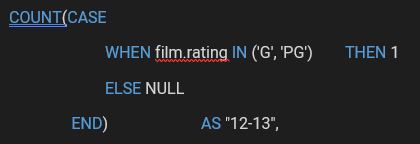 COUNT(CASE
WHEN film.rating IN ('G', 'PG') THEN 1
ELSE NULL
END) AS "12-13",